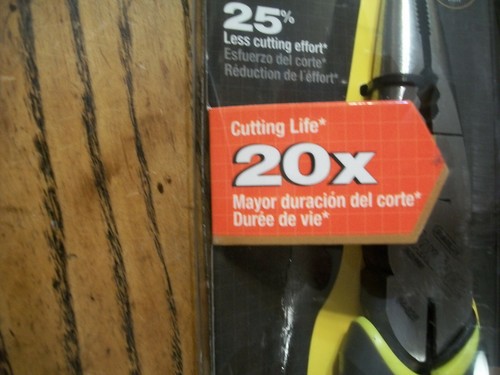 25%
Less cutting effort*
Esfuerzo del corte*
Réduction de l'éffort*
Cutting Life*
20x
Mayor duración del corte*
Durée de vie*